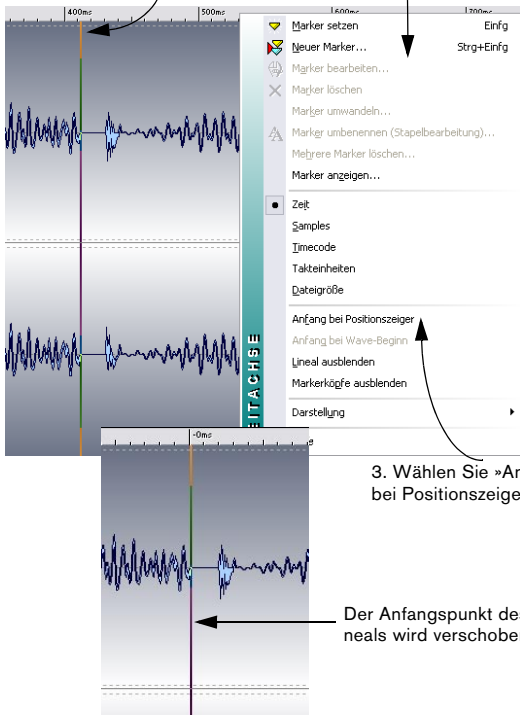 400ms 500ms 600ms 700ms
Marker setzen Einfg
Neuer Marker... Strg+Einfg
Marker bearbeiten...
Marker löschen
Marker umwandeln...
Marker umbenennen (Stapelbearbeitung)...
Mehrere Marker löschen...
Marker anzeigen...
Zeit
Samples
Timecode
Takteinheiten
Dateigröße
Anfang bei Positionszeiger
Anfang bei Wave-Beginn
Lineal ausblenden
Markerköpfe ausblenden
Darstellung
EITACHSE
-0ms
3. Wählen Sie »An
bei Positionszeige
Der Anfangspunkt des
neals wird verschobe